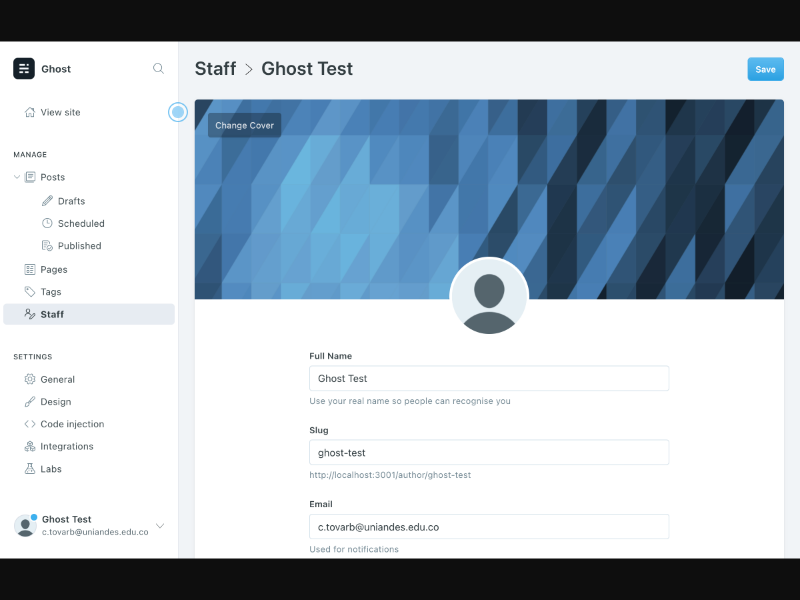 Ghost
View site
MANAGE
Posts
Drafts
Scheduled
Published
Pages
Tags
Staff
SETTINGS
General
Design
Code injection
Integrations
Labs
Ghost Test
c.tovarb@uniandes.edu.co
Staff > Ghost Test
Save
Change Cover
Full Name
Ghost Test
Use your real name so people can recognise you
Slug
ghost-test
http://localhost:3001/author/ghost-test
Email
c.tovarb@uniandes.edu.co
Used for notifications